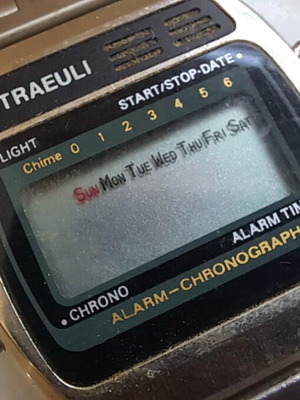 TRAEULI
START/STOP-DATE
LIGHT
Chime 0 1 2 3 4 5 6
SUN MON TUE WED THU FRI SAT
ALARM TIM
CHRONO
ALARM-CHRONOGRAPH